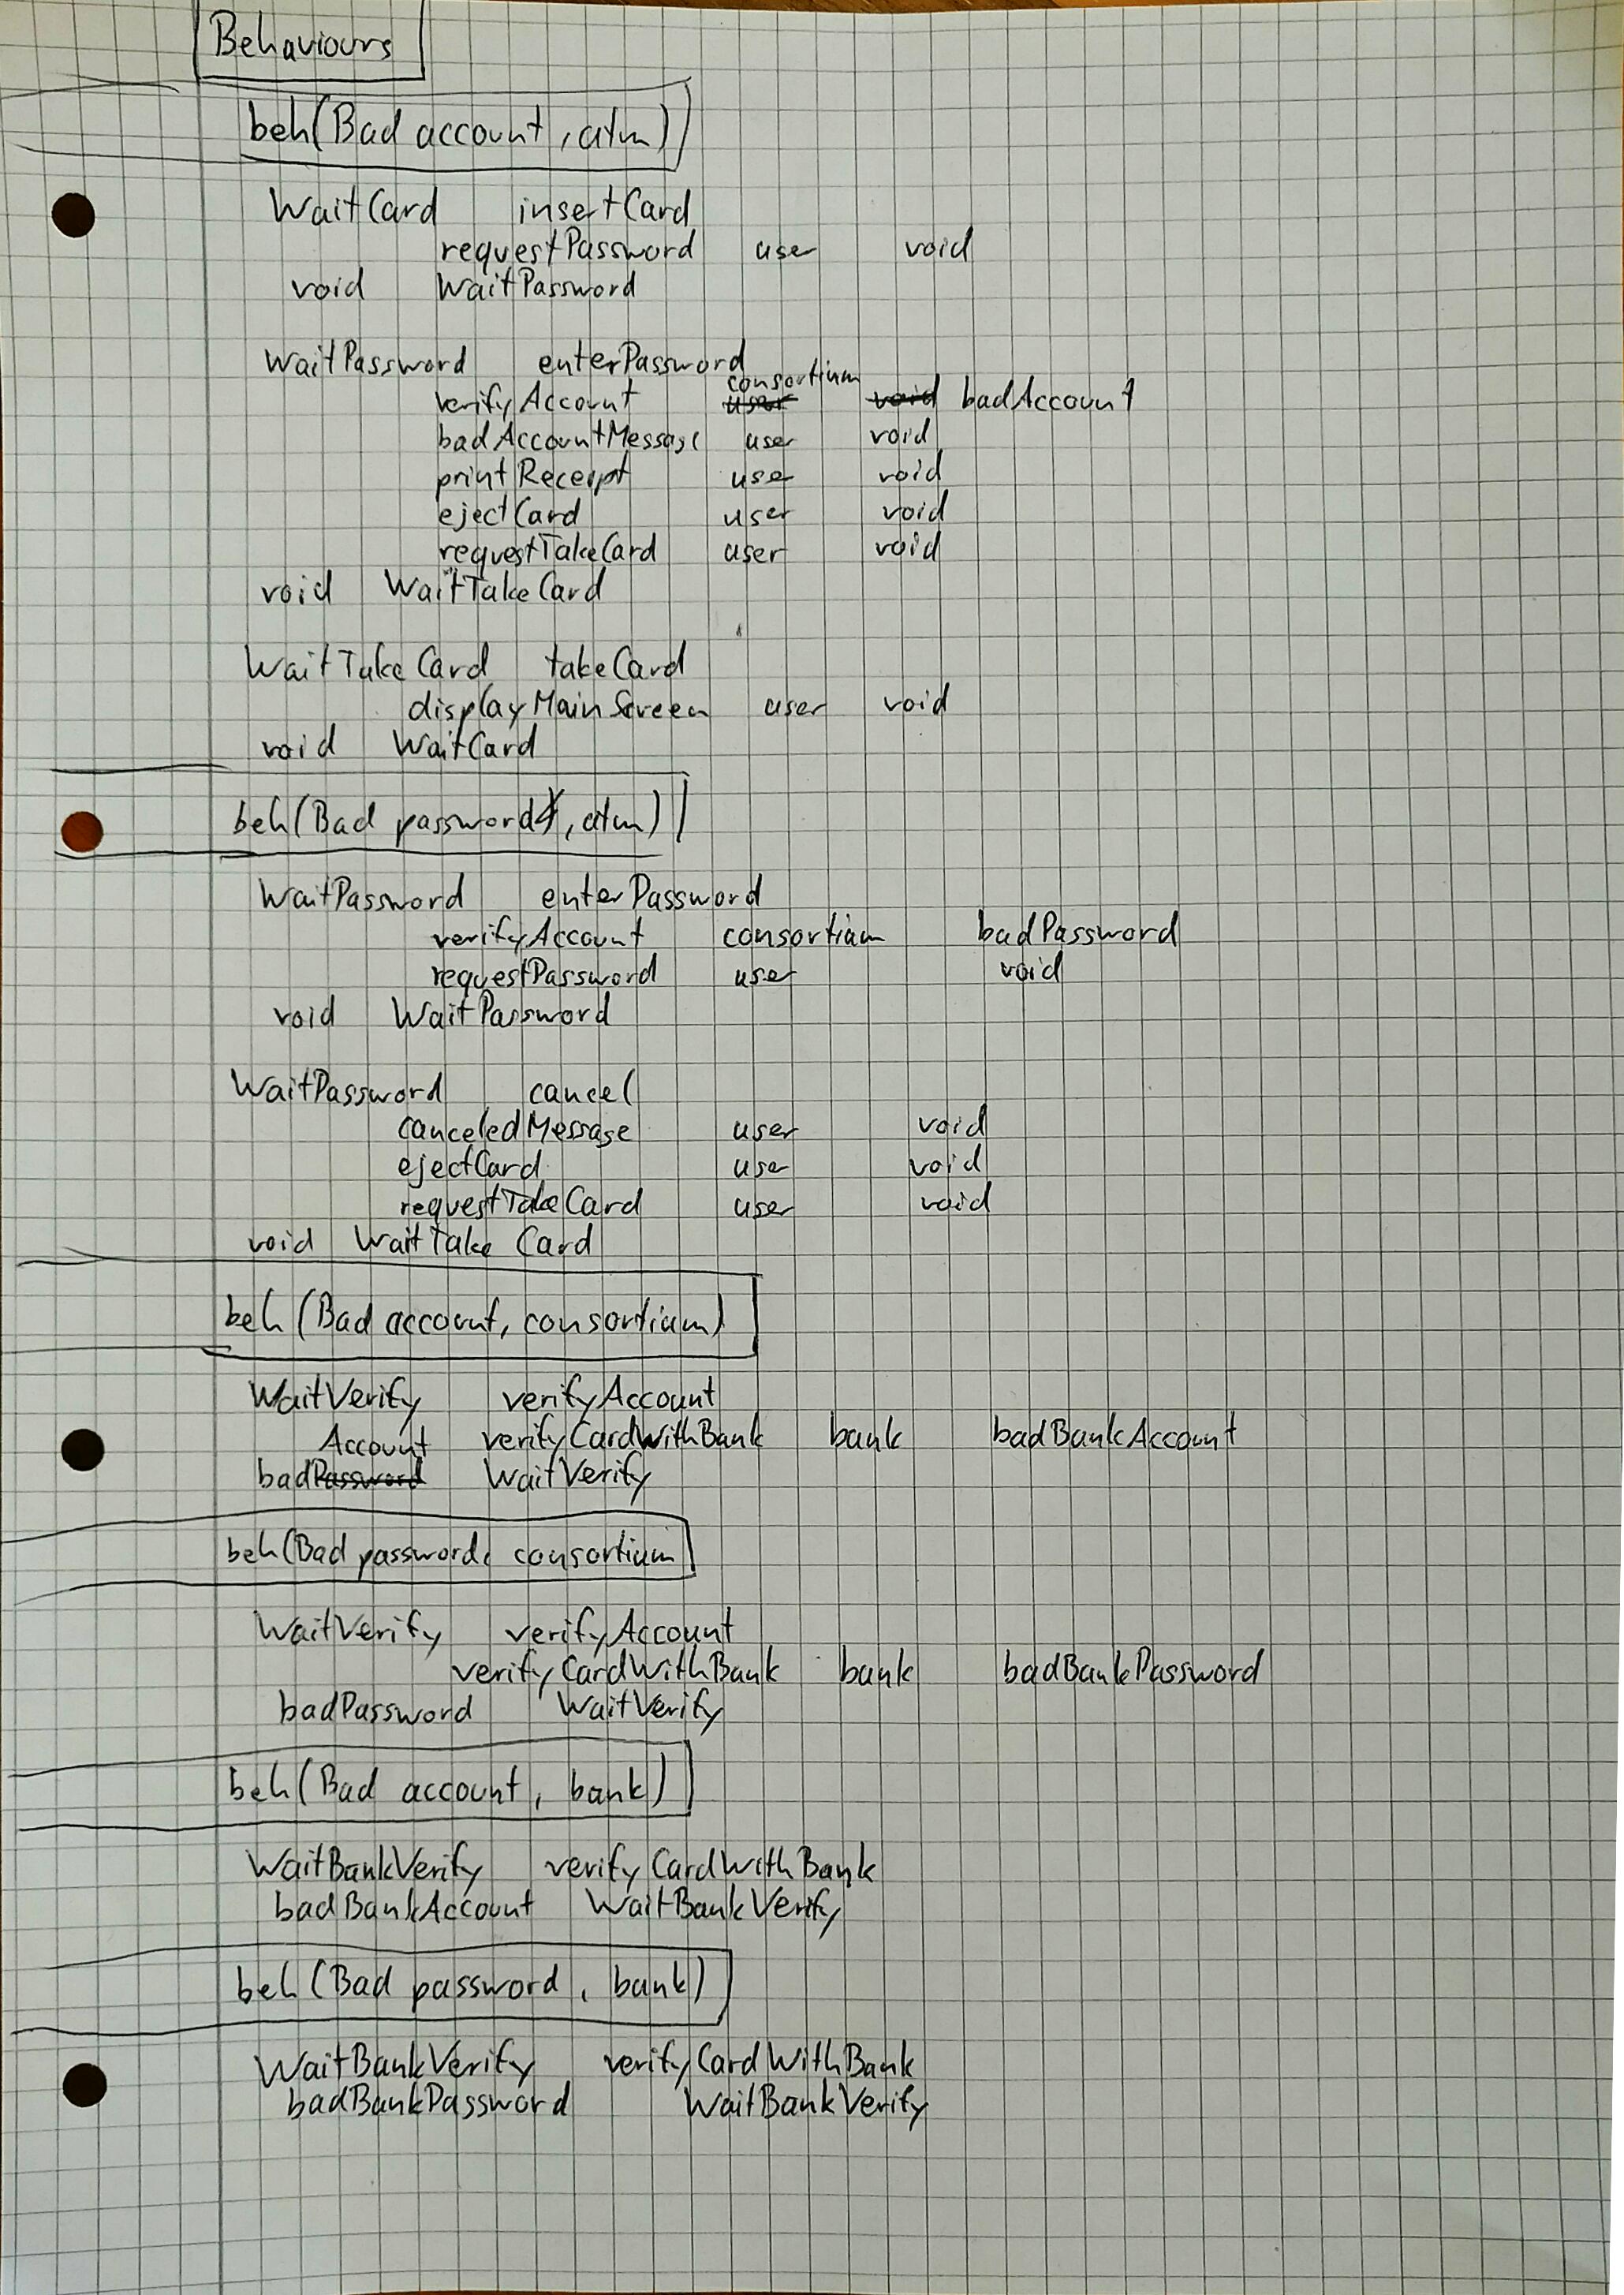 Behaviours
beh(Bad account, atm)
WaitCard insertCard
requestPassword user void
void WaitPassword
WaitPassword enterPassword
verifyAccount user consortium void badAccount
badAccountMessage user void
printReceipt user void
ejectCard user void
requestTakeCard user void
void WaitTakeCard
WaitTakeCard takeCard
displayMainScreen user void
void WaitCard
beh(Bad password, atm)
WaitPassword enterPassword
verifyAccount consortium badPassword
requestPassword user void
void WaitPassword
WaitPassword cancel
canceledMessage user void
ejectCard user void
requestTakeCard user void
void WaitTakeCard
beh(Bad account, consortium)
WaitVerify verifyAccount
verifyCardWithBank bank badBankAccount
badPassword Account WaitVerify
beh(Bad password, consortium
WaitVerify verifyAccount
verifyCardWithBank bank badBankPassword
badPassword WaitVerify
beh(Bad account, bank)
WaitBankVerify verifyCardWithBank
badBankAccount WaitBankVerify
beh(Bad password, bank)
WaitBankVerify verifyCardWithBank
badBankPassword WaitBankVerify